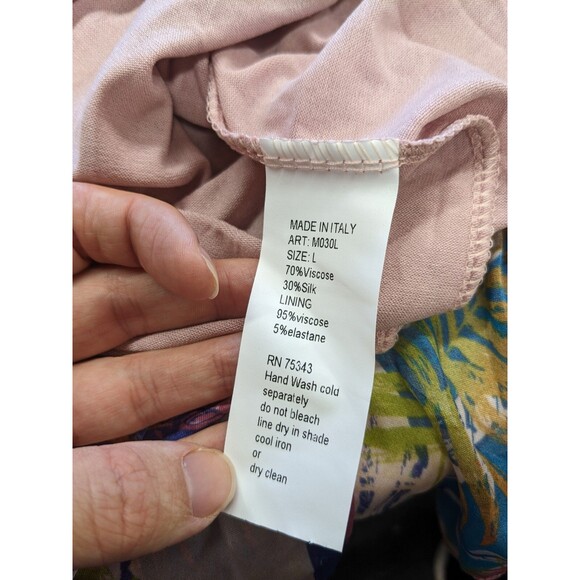 MADE IN ITALY
ART: M030L
SIZE: L
70%Viscose
30%Silk
LINING
95%viscose
5%elastane
RN 75343
Hand Wash cold
separately
do not bleach
line dry in shade
cool iron
or
dry clean